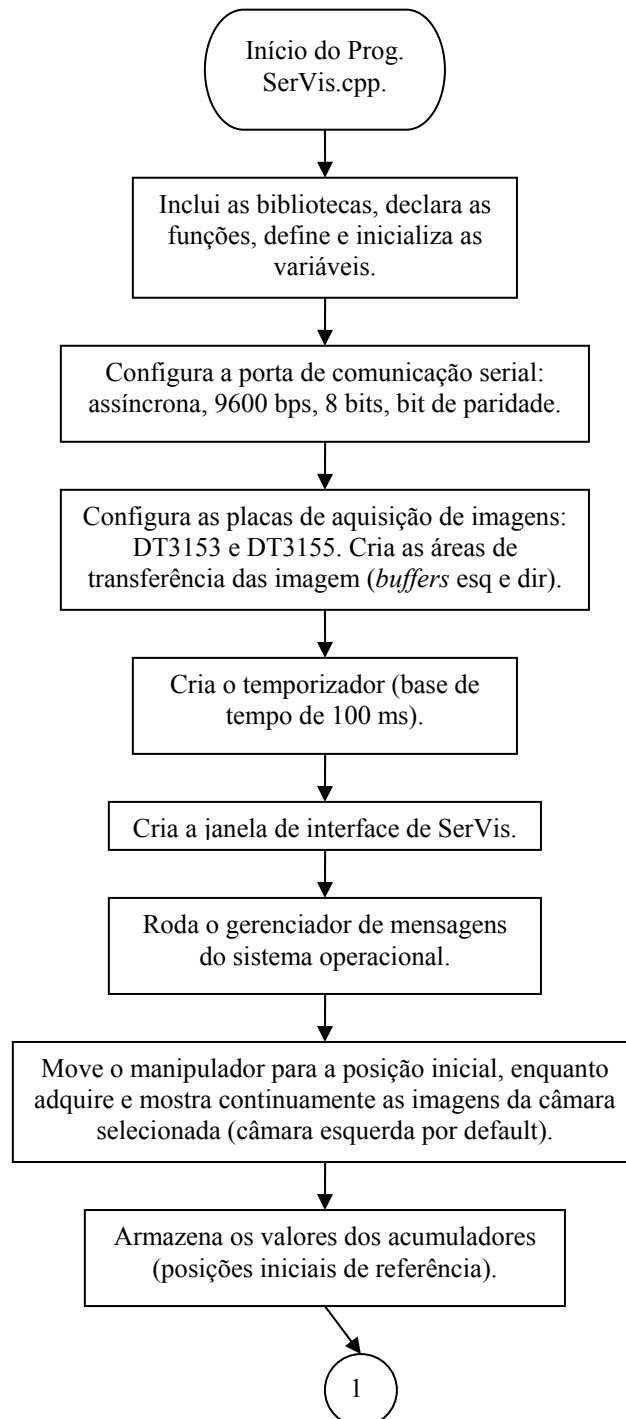 Início do Prog.
SerVis.cpp.
Inclui as bibliotecas, declara as
funções, define e inicializa as
variáveis.
Configura a porta de comunicação serial:
assíncrona, 9600 bps, 8 bits, bit de paridade.
Configura as placas de aquisição de imagens:
DT3153 e DT3155. Cria as áreas de
transferência das imagem (buffers esq e dir).
Cria o temporizador (base de
tempo de 100 ms).
Cria a janela de interface de SerVis.
Roda o gerenciador de mensagens
do sistema operacional.
Move o manipulador para a posição inicial, enquanto
adquire e mostra continuamente as imagens da câmara
selecionada (câmara esquerda por default).
Armazena os valores dos acumuladores
(posições iniciais de referência).
1